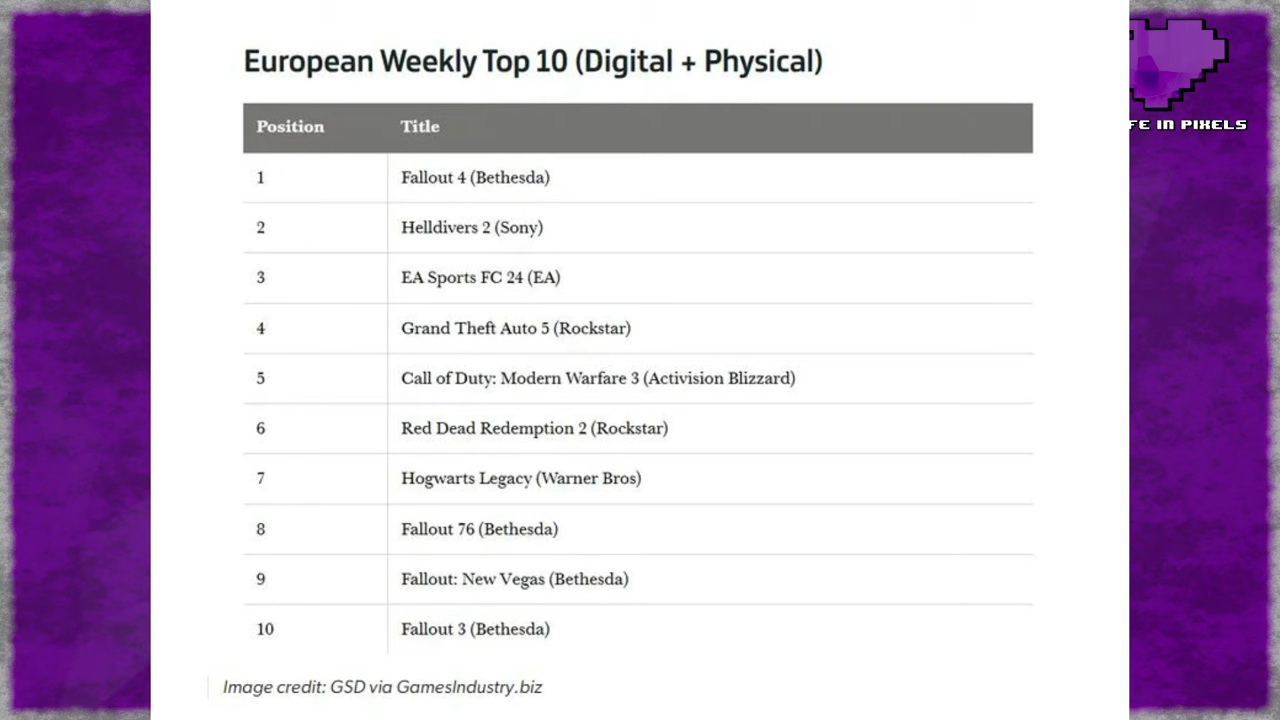 European Weekly Top 10 (Digital + Physical)
Position Title
1 Fallout 4 (Bethesda)
2 Helldivers 2 (Sony)
3 EA Sports FC 24 (EA)
4 Grand Theft Auto 5 (Rockstar)
5 Call of Duty: Modern Warfare 3 (Activision Blizzard)
6 Red Dead Redemption 2 (Rockstar)
7 Hogwarts Legacy (Warner Bros)
8 Fallout 76 (Bethesda)
9 Fallout: New Vegas (Bethesda)
10 Fallout 3 (Bethesda)
Image credit: GSD via GamesIndustry.biz
FE IN PIXELS